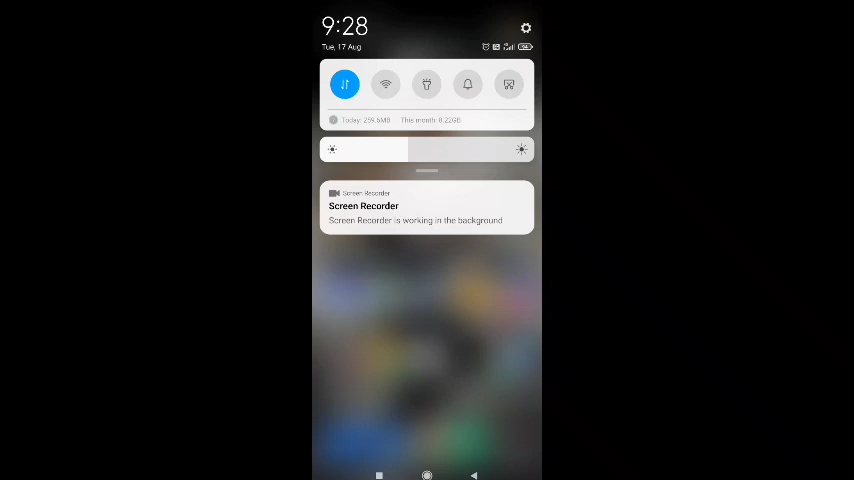 9:28
Tue, 17 Aug
Today: 259.6MB This month: 8.22GB
Screen Recorder
Screen Recorder
Screen Recorder is working in the background